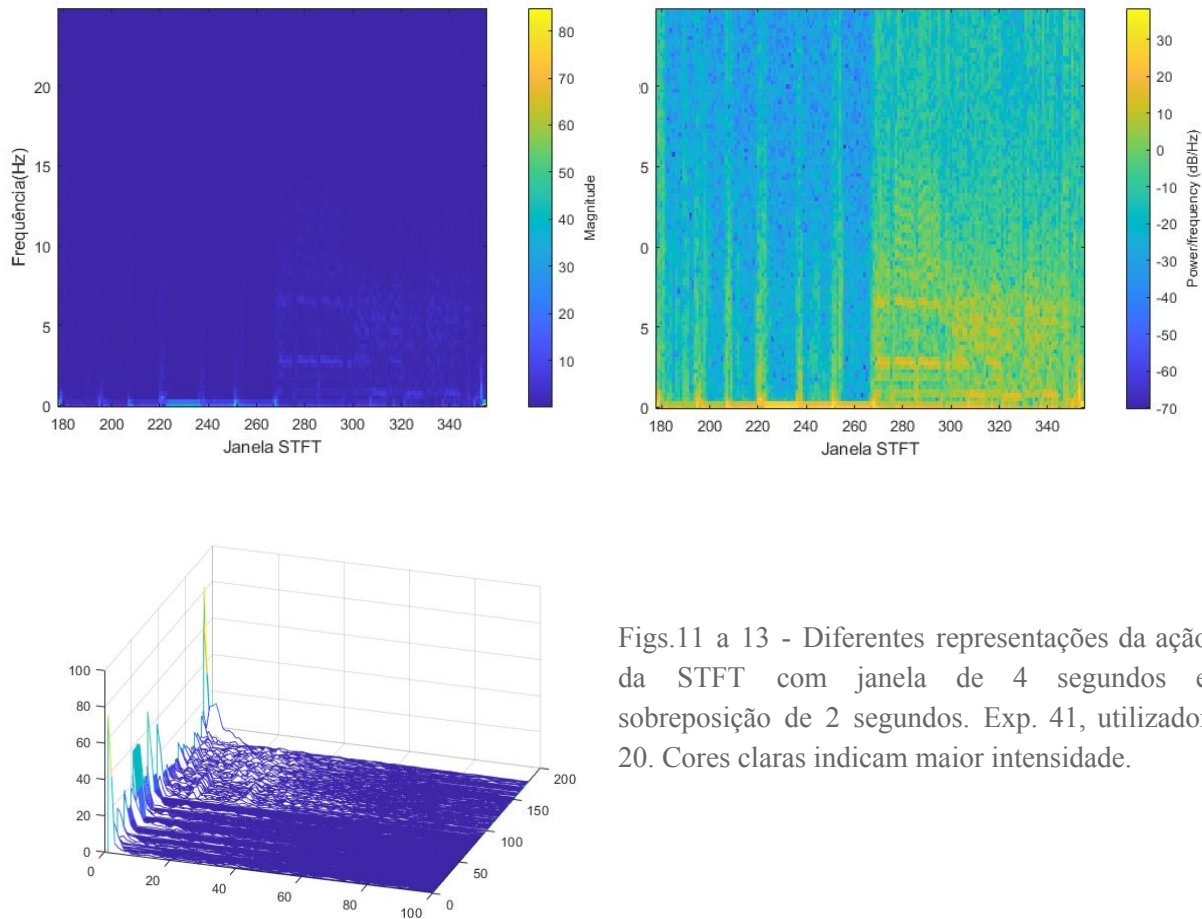 80
70
60
50
40
30
20
10
Magnitude
20
15
10
5
0
Frequência(Hz)
180 200 220 240 260 280 300 320 340
Janela STFT
30
20
10
0
-10
-20
-30
-40
-50
-60
-70
Power/frequency (dB/Hz)
0
5
0
5
0
180 200 220 240 260 280 300 320 340
Janela STFT
100
80
60
40
20
0
0 20 40 60 80 100
0 50 100 150 200
Figs.11 a 13 - Diferentes representações da ação
da STFT com janela de 4 segundos e
sobreposição de 2 segundos. Exp. 41, utilizador
20. Cores claras indicam maior intensidade.